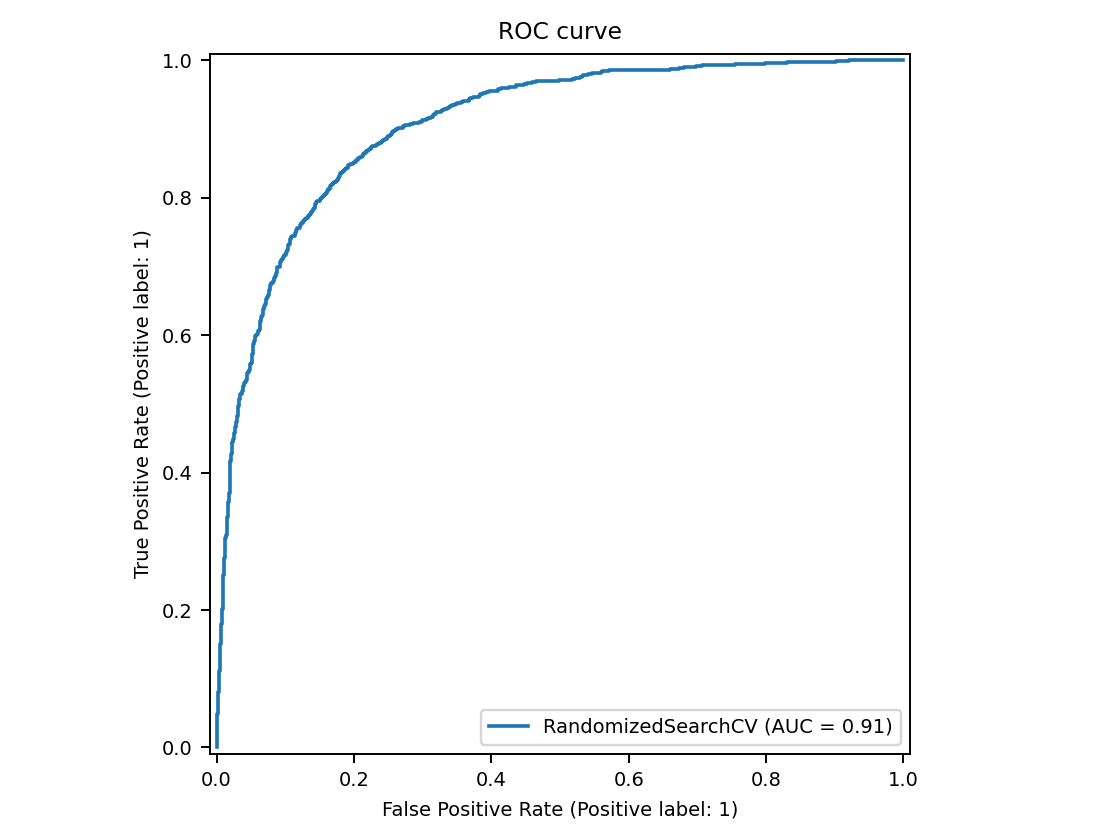 ROC curve
True Positive Rate (Positive label: 1)
1.0
0.8
0.6
0.4
0.2
0.0
RandomizedSearchCV (AUC = 0.91)
0.0 0.2 0.4 0.6 0.8 1.0
False Positive Rate (Positive label: 1)